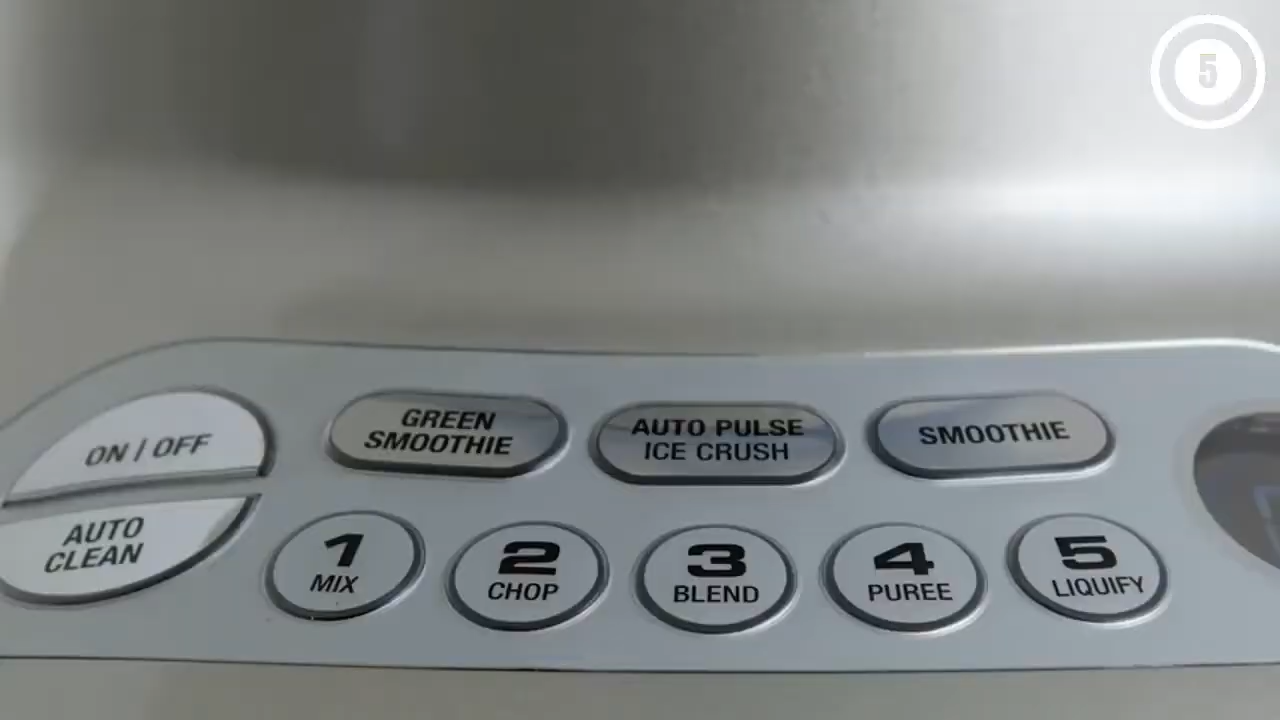 5
GREEN
SMOOTHIE
AUTO PULSE
ICE CRUSH
SMOOTHIE
ON | OFF
AUTO
CLEAN
1
MIX
2
CHOP
3
BLEND
4
PUREE
5
LIQUIFY